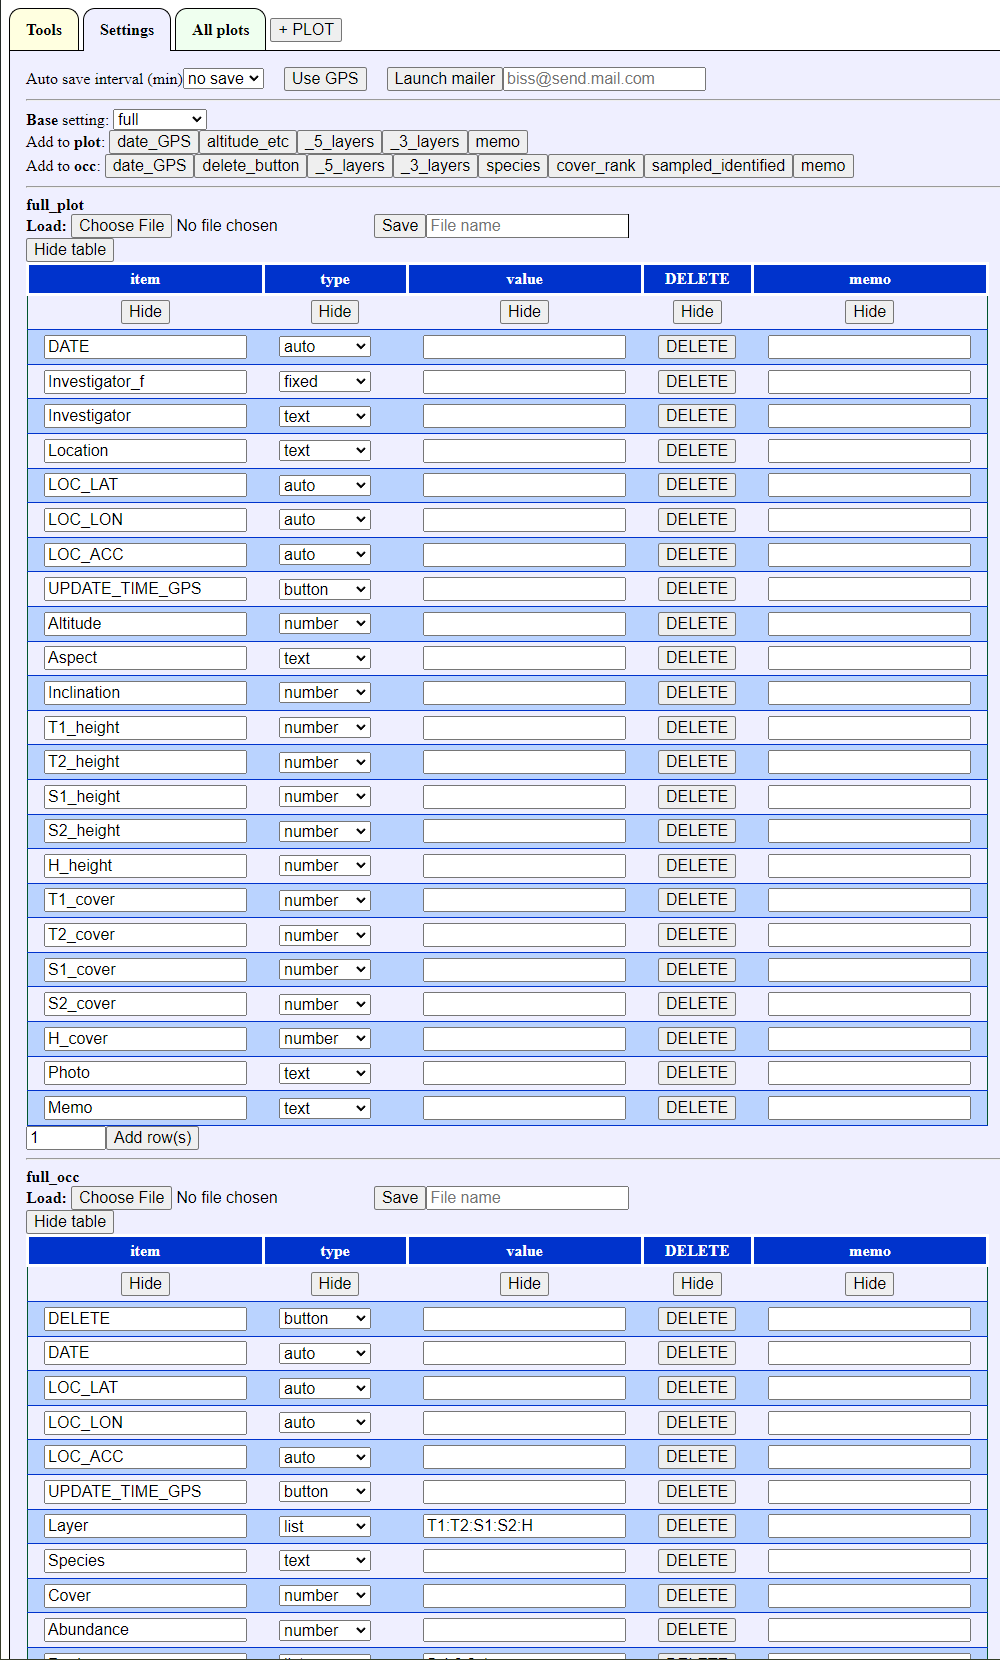 Tools Settings All plots + PLOT
Auto save interval (min) no save Use GPS Launch mailer biss@send.mail.com
Base setting: full
Add to plot: date_GPS altitude_etc _5_layers _3_layers memo
Add to occ: date_GPS delete_button _5_layers _3_layers species cover_rank sampled_identified memo
full_plot
Load: Choose File No file chosen Save File name
Hide table
item type value DELETE memo
Hide Hide Hide Hide Hide
DATE auto DELETE
Investigator_f fixed DELETE
Investigator text DELETE
Location text DELETE
LOC_LAT auto DELETE
LOC_LON auto DELETE
LOC_ACC auto DELETE
UPDATE_TIME_GPS button DELETE
Altitude number DELETE
Aspect text DELETE
Inclination number DELETE
T1_height number DELETE
T2_height number DELETE
S1_height number DELETE
S2_height number DELETE
H_height number DELETE
T1_cover number DELETE
T2_cover number DELETE
S1_cover number DELETE
S2_cover number DELETE
H_cover number DELETE
Photo text DELETE
Memo text DELETE
1 Add row(s)
full_occ
Load: Choose File No file chosen Save File name
Hide table
item type value DELETE memo
Hide Hide Hide Hide Hide
DELETE button DELETE
DATE auto DELETE
LOC_LAT auto DELETE
LOC_LON auto DELETE
LOC_ACC auto DELETE
UPDATE_TIME_GPS button DELETE
Layer list T1:T2:S1:S2:H DELETE
Species text DELETE
Cover number DELETE
Abundance number DELETE